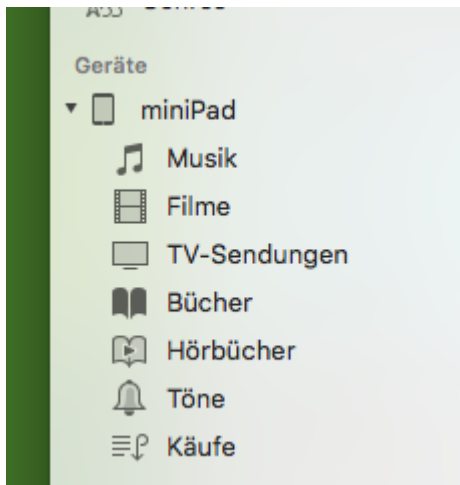 Geräte
miniPad
Musik
Filme
TV-Sendungen
Bücher
Hörbücher
Töne
Käufe